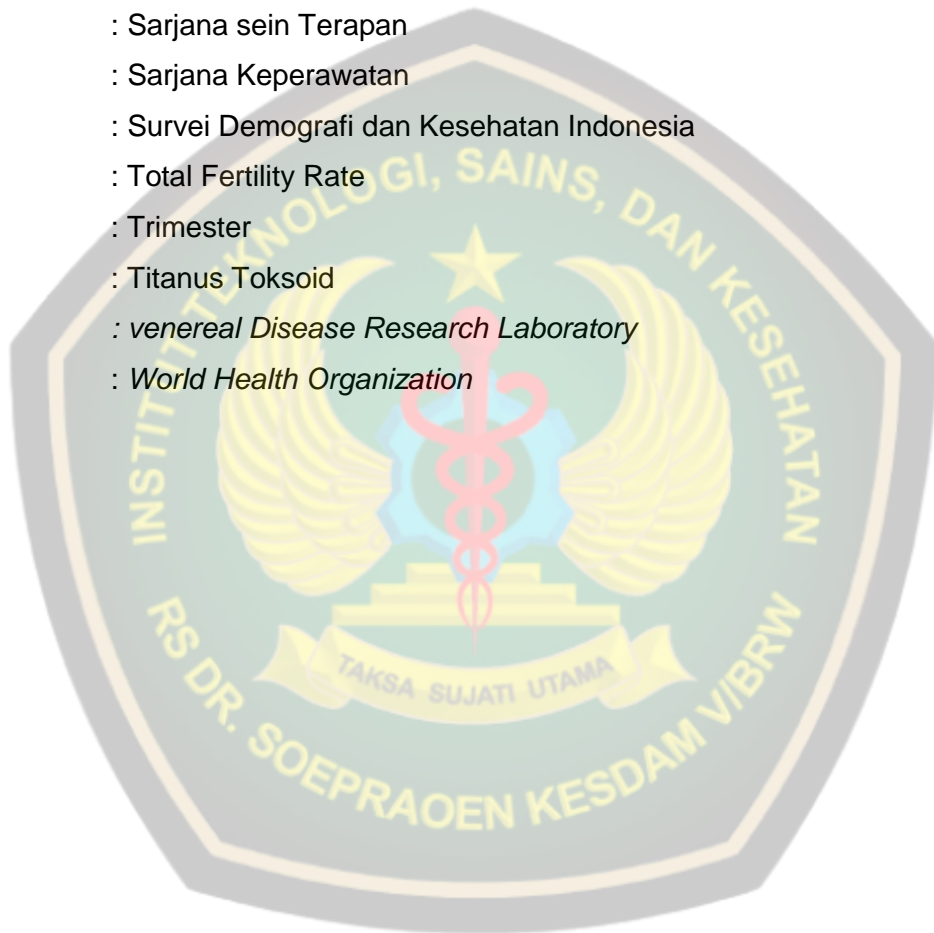 : Sarjana sein Terapan
: Sarjana Keperawatan
: Survei Demografi dan Kesehatan Indonesia
: Total Fertility Rate
: Trimester
: Titanus Toksoid
: venereal Disease Research Laboratory
: World Health Organization
INSTITUT TEKNOLOGI, SAINS, DAN KESEHATAN
TAKSA SUJATI UTAMA
RS DR. SOEPRAOEN KESDAM V/BRW